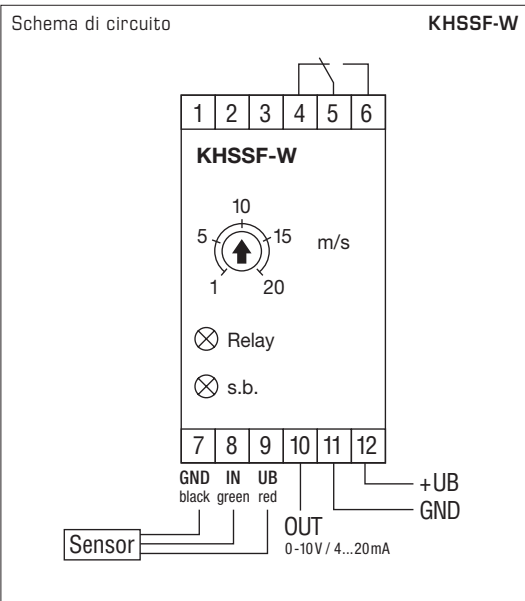 Schema di circuito KHSSF-W
1 2 3 4 5 6
KHSSF-W
10
5 15 m/s
1 20
Relay
s.b.
7 8 9 10 11 12
GND IN UB +UB
black green red GND
OUT
Sensor 0-10V / 4...20mA